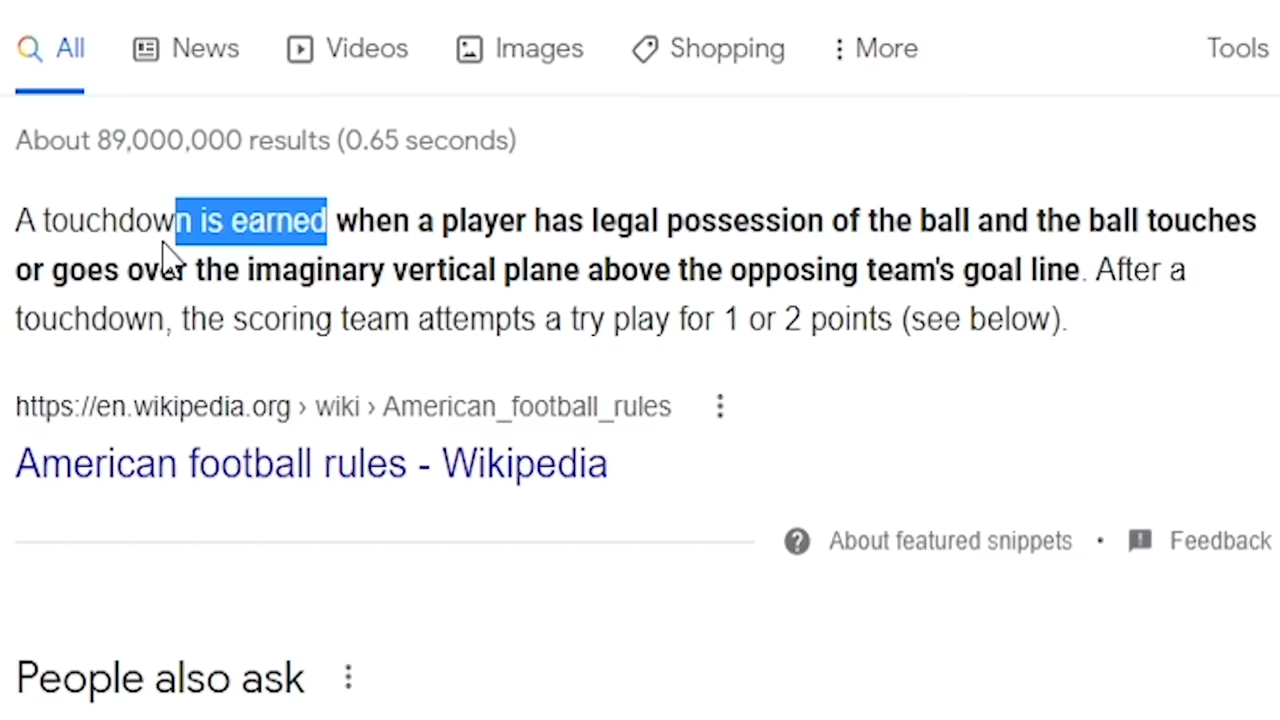 All News Videos Images Shopping More Tools
About 89,000,000 results (0.65 seconds)
A touchdown is earned when a player has legal possession of the ball and the ball touches
or goes over the imaginary vertical plane above the opposing team's goal line. After a
touchdown, the scoring team attempts a try play for 1 or 2 points (see below).
https://en.wikipedia.org › wiki › American_football_rules
American football rules - Wikipedia
About featured snippets • Feedback
People also ask